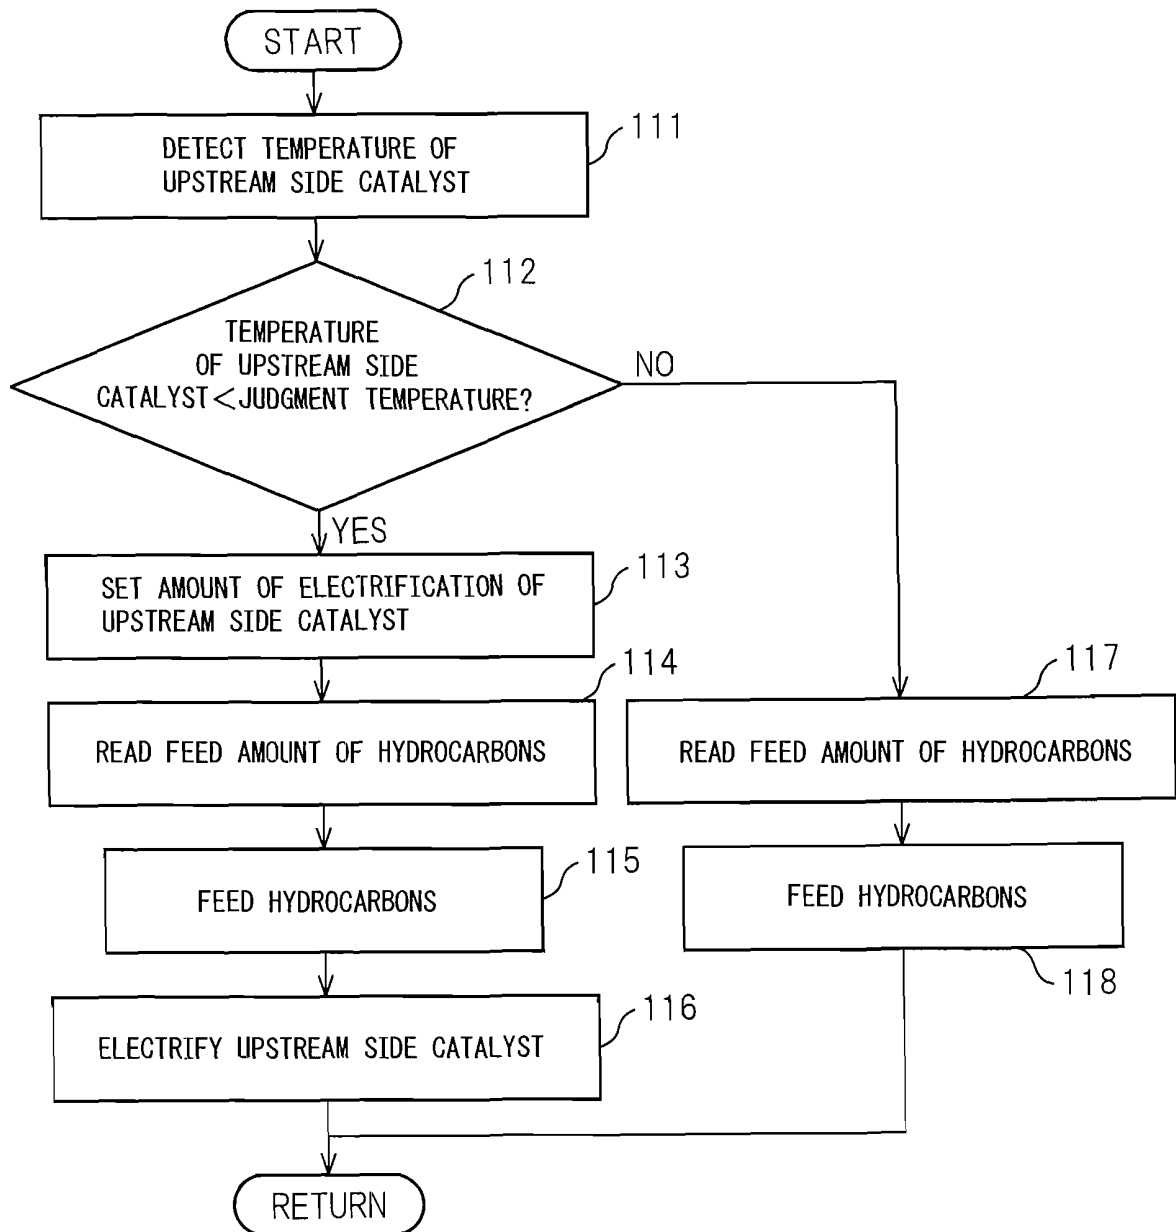 START
111
DETECT TEMPERATURE OF
UPSTREAM SIDE CATALYST
112
TEMPERATURE
OF UPSTREAM SIDE
CATALYST<JUDGMENT TEMPERATURE?
NO
YES
113
SET AMOUNT OF ELECTRIFICATION OF
UPSTREAM SIDE CATALYST
114
READ FEED AMOUNT OF HYDROCARBONS
117
READ FEED AMOUNT OF HYDROCARBONS
115
FEED HYDROCARBONS
FEED HYDROCARBONS
118
116
ELECTRIFY UPSTREAM SIDE CATALYST
RETURN